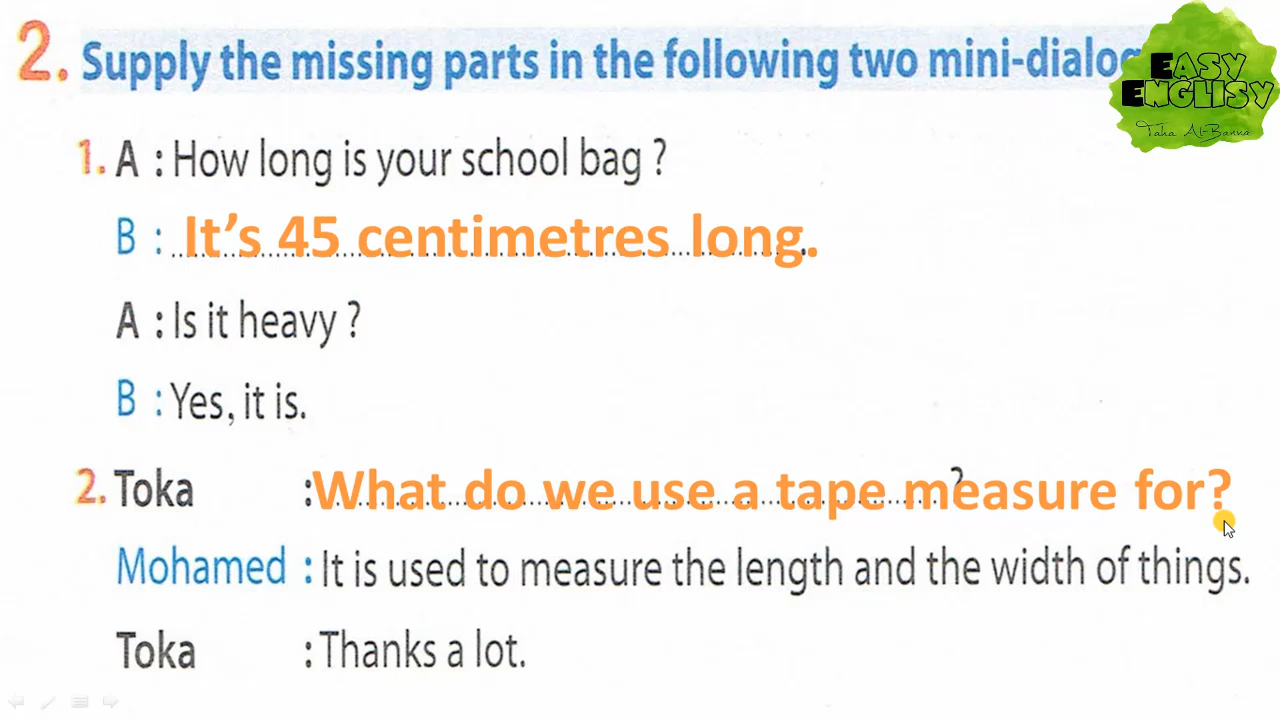 2. Supply the missing parts in the following two mini-dialog
EASY
ENGLISY
Taha Al-Banna
1. A : How long is your school bag ?
B : It's 45 centimetres long.
A : Is it heavy ?
B : Yes, it is.
2. Toka : What do we use a tape measure for? ?
Mohamed : It is used to measure the length and the width of things.
Toka : Thanks a lot.